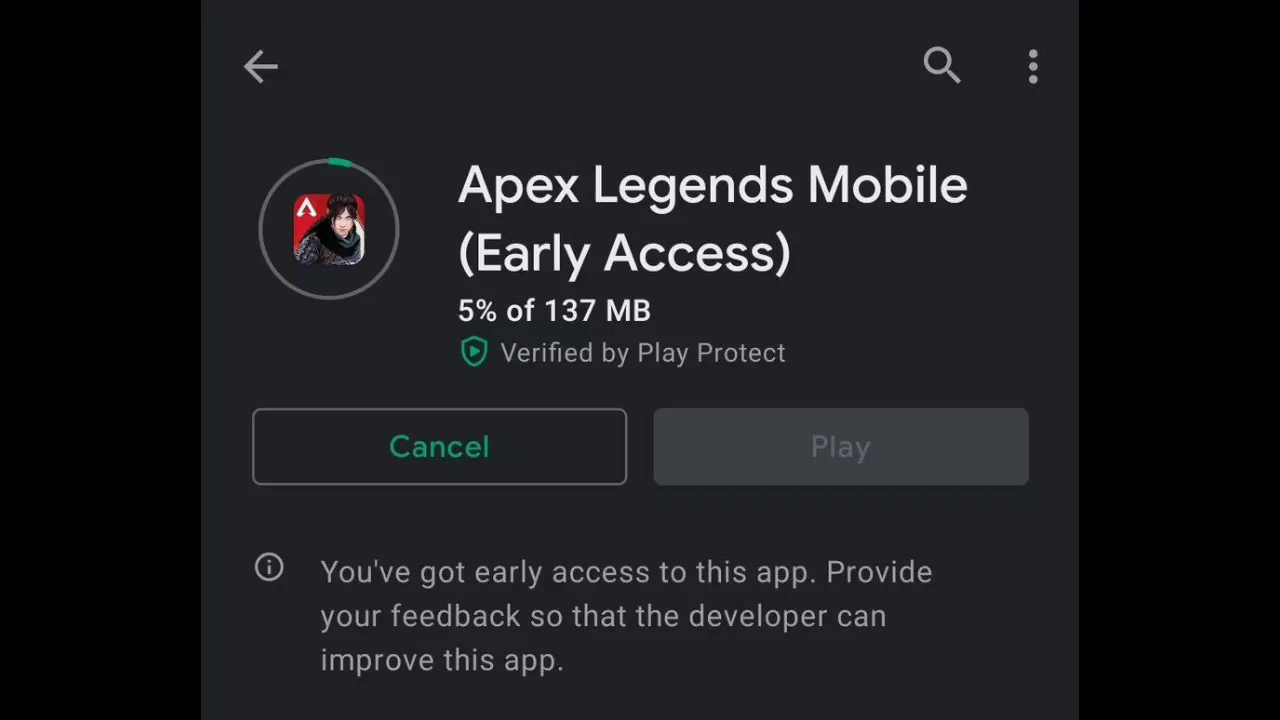 Apex Legends Mobile
(Early Access)
5% of 137 MB
Verified by Play Protect
Cancel
Play
You've got early access to this app. Provide
your feedback so that the developer can
improve this app.